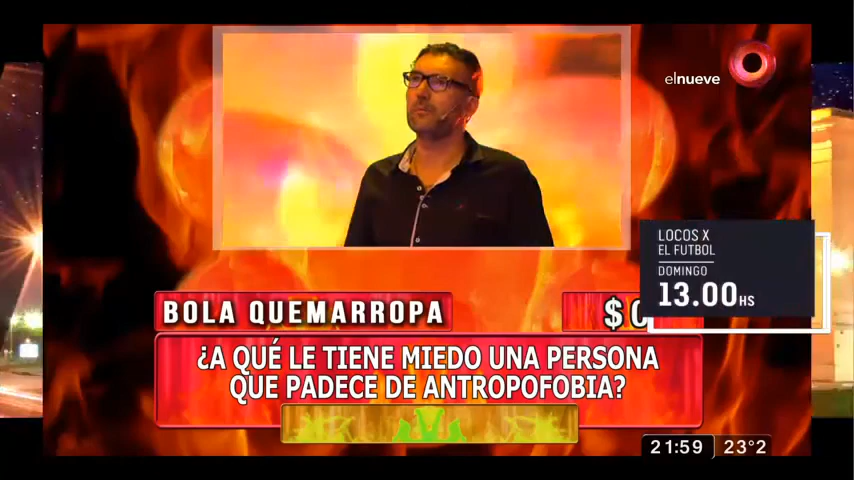 elnueve
LOCOS X
EL FUTBOL
DOMINGO
13.00HS
BOLA QUEMARROPA
$0
¿A QUÉ LE TIENE MIEDO UNA PERSONA
QUE PADECE DE ANTROPOFOBIA?
21:59 23°2